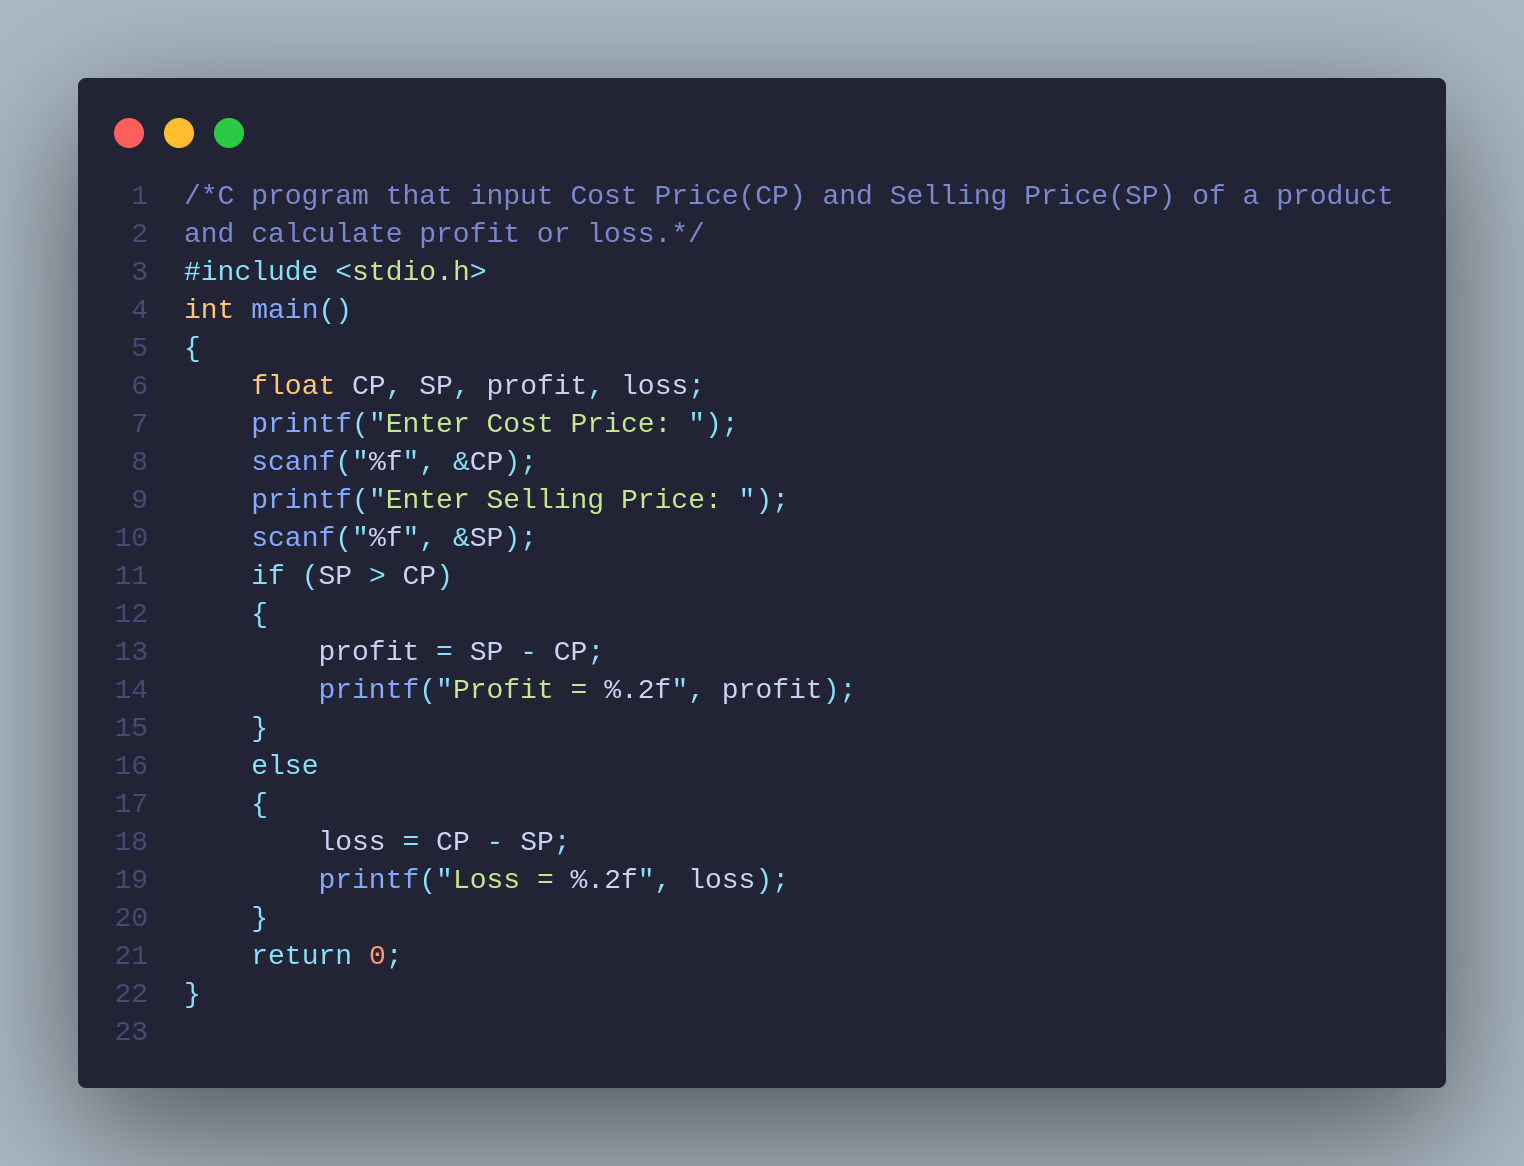 1 /*C program that input Cost Price(CP) and Selling Price(SP) of a product
2 and calculate profit or loss.*/
3 #include <stdio.h>
4 int main()
5 {
6     float CP, SP, profit, loss;
7     printf("Enter Cost Price: ");
8     scanf("%f", &CP);
9     printf("Enter Selling Price: ");
10     scanf("%f", &SP);
11     if (SP > CP)
12     {
13         profit = SP - CP;
14         printf("Profit = %.2f", profit);
15     }
16     else
17     {
18         loss = CP - SP;
19         printf("Loss = %.2f", loss);
20     }
21     return 0;
22 }
23